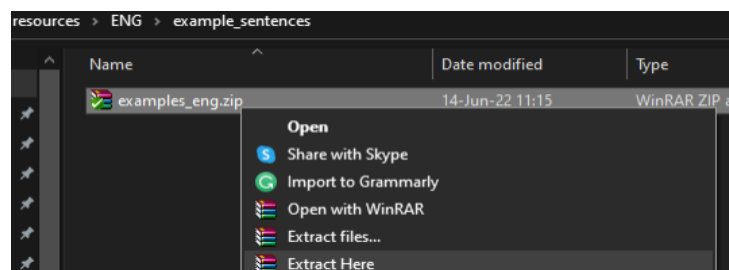 resources > ENG > example_sentences
Name Date modified Type
examples_eng.zip 14-Jun-22 11:15 WinRAR ZIP a
Open
Share with Skype
Import to Grammarly
Open with WinRAR
Extract files...
Extract Here